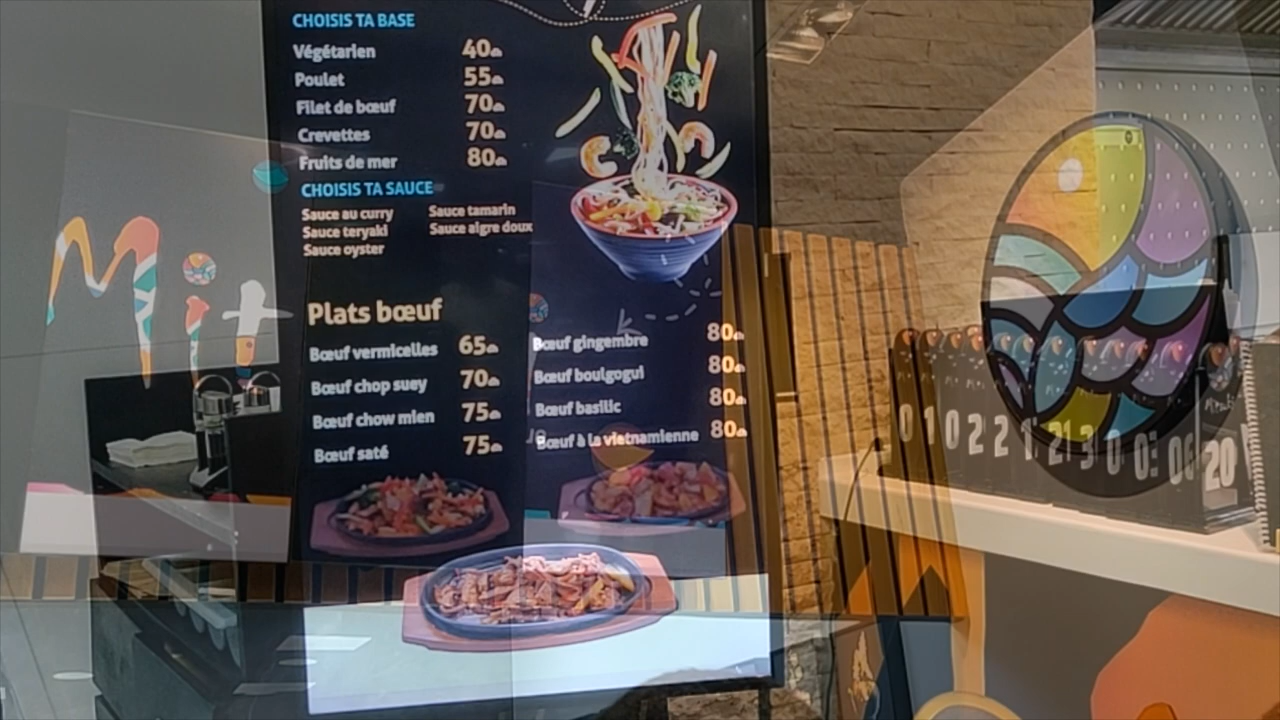 CHOISIS TA BASE
Végétarien 40
Poulet 55
Filet de bœuf 70
Crevettes 70
Fruits de mer 80
CHOISIS TA SAUCE
Sauce au curry Sauce tamarin
Sauce teryaki Sauce aigre doux
Sauce oyster
Plats bœuf
Bœuf vermicelles 65
Bœuf chop suey 70
Bœuf chow mien 75
Bœuf saté 75
Bœuf gingembre 80
Bœuf boulgogui 80
Bœuf basilic 80
Bœuf à la vietnamienne 80
Mit
20